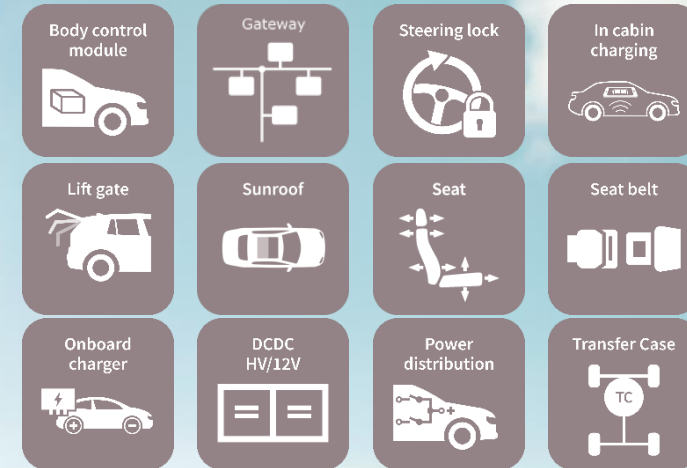 Body control
module
Gateway
Steering lock
In cabin
charging
Lift gate
Sunroof
Seat
Seat belt
Onboard
charger
DCDC
HV/12V
Power
distribution
Transfer Case
TC